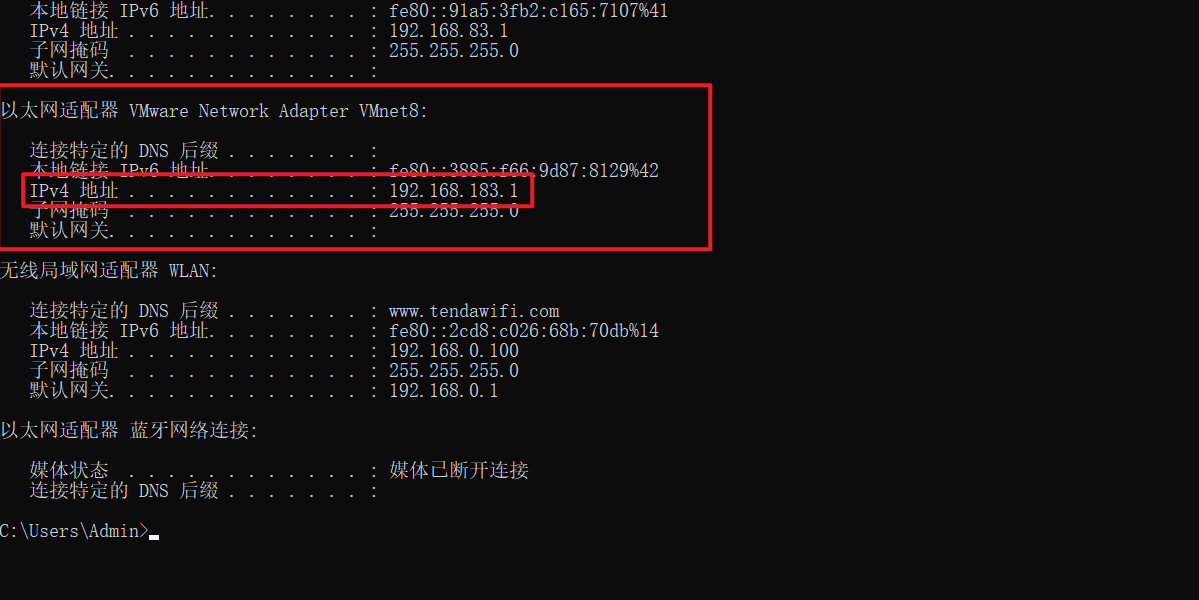 本地链接 IPv6 地址. . . . . . . . : fe80::91a5:3fb2:c165:7107%41
IPv4 地址 . . . . . . . . . . . . : 192.168.83.1
子网掩码  . . . . . . . . . . . . : 255.255.255.0
默认网关. . . . . . . . . . . . . :
以太网适配器 VMware Network Adapter VMnet8:
连接特定的 DNS 后缀 . . . . . . . :
本地链接 IPv6 地址. . . . . . . . : fe80::3885:f66:9d87:8129%42
IPv4 地址 . . . . . . . . . . . . : 192.168.183.1
子网掩码  . . . . . . . . . . . . : 255.255.255.0
默认网关. . . . . . . . . . . . . :
无线局域网适配器 WLAN:
连接特定的 DNS 后缀 . . . . . . . : www.tendawifi.com
本地链接 IPv6 地址. . . . . . . . : fe80::2cd8:c026:68b:70db%14
IPv4 地址 . . . . . . . . . . . . : 192.168.0.100
子网掩码  . . . . . . . . . . . . : 255.255.255.0
默认网关. . . . . . . . . . . . . : 192.168.0.1
以太网适配器 蓝牙网络连接:
媒体状态  . . . . . . . . . . . . : 媒体已断开连接
连接特定的 DNS 后缀 . . . . . . . :
C:\Users\Admin>